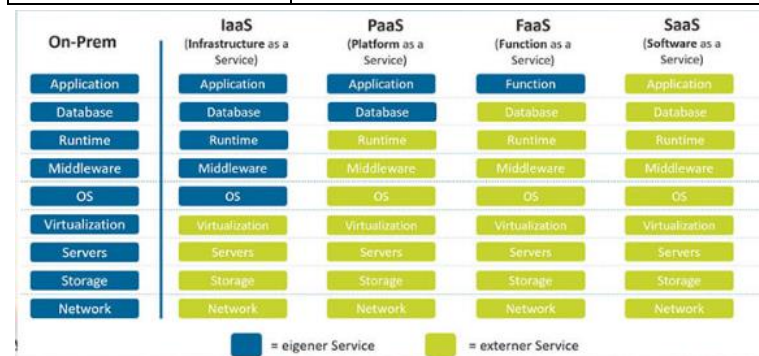 On-Prem IaaS PaaS FaaS SaaS
(Infrastructure as a (Platform as a (Function as a (Software as a
Service) Service) Service) Service)
Application Application Application Function Application
Database Database Database Database Database
Runtime Runtime Runtime Runtime Runtime
Middleware Middleware Middleware Middleware Middleware
OS OS OS OS OS
Virtualization Virtualization Virtualization Virtualization Virtualization
Servers Servers Servers Servers Servers
Storage Storage Storage Storage Storage
Network Network Network Network Network
= eigener Service = externer Service